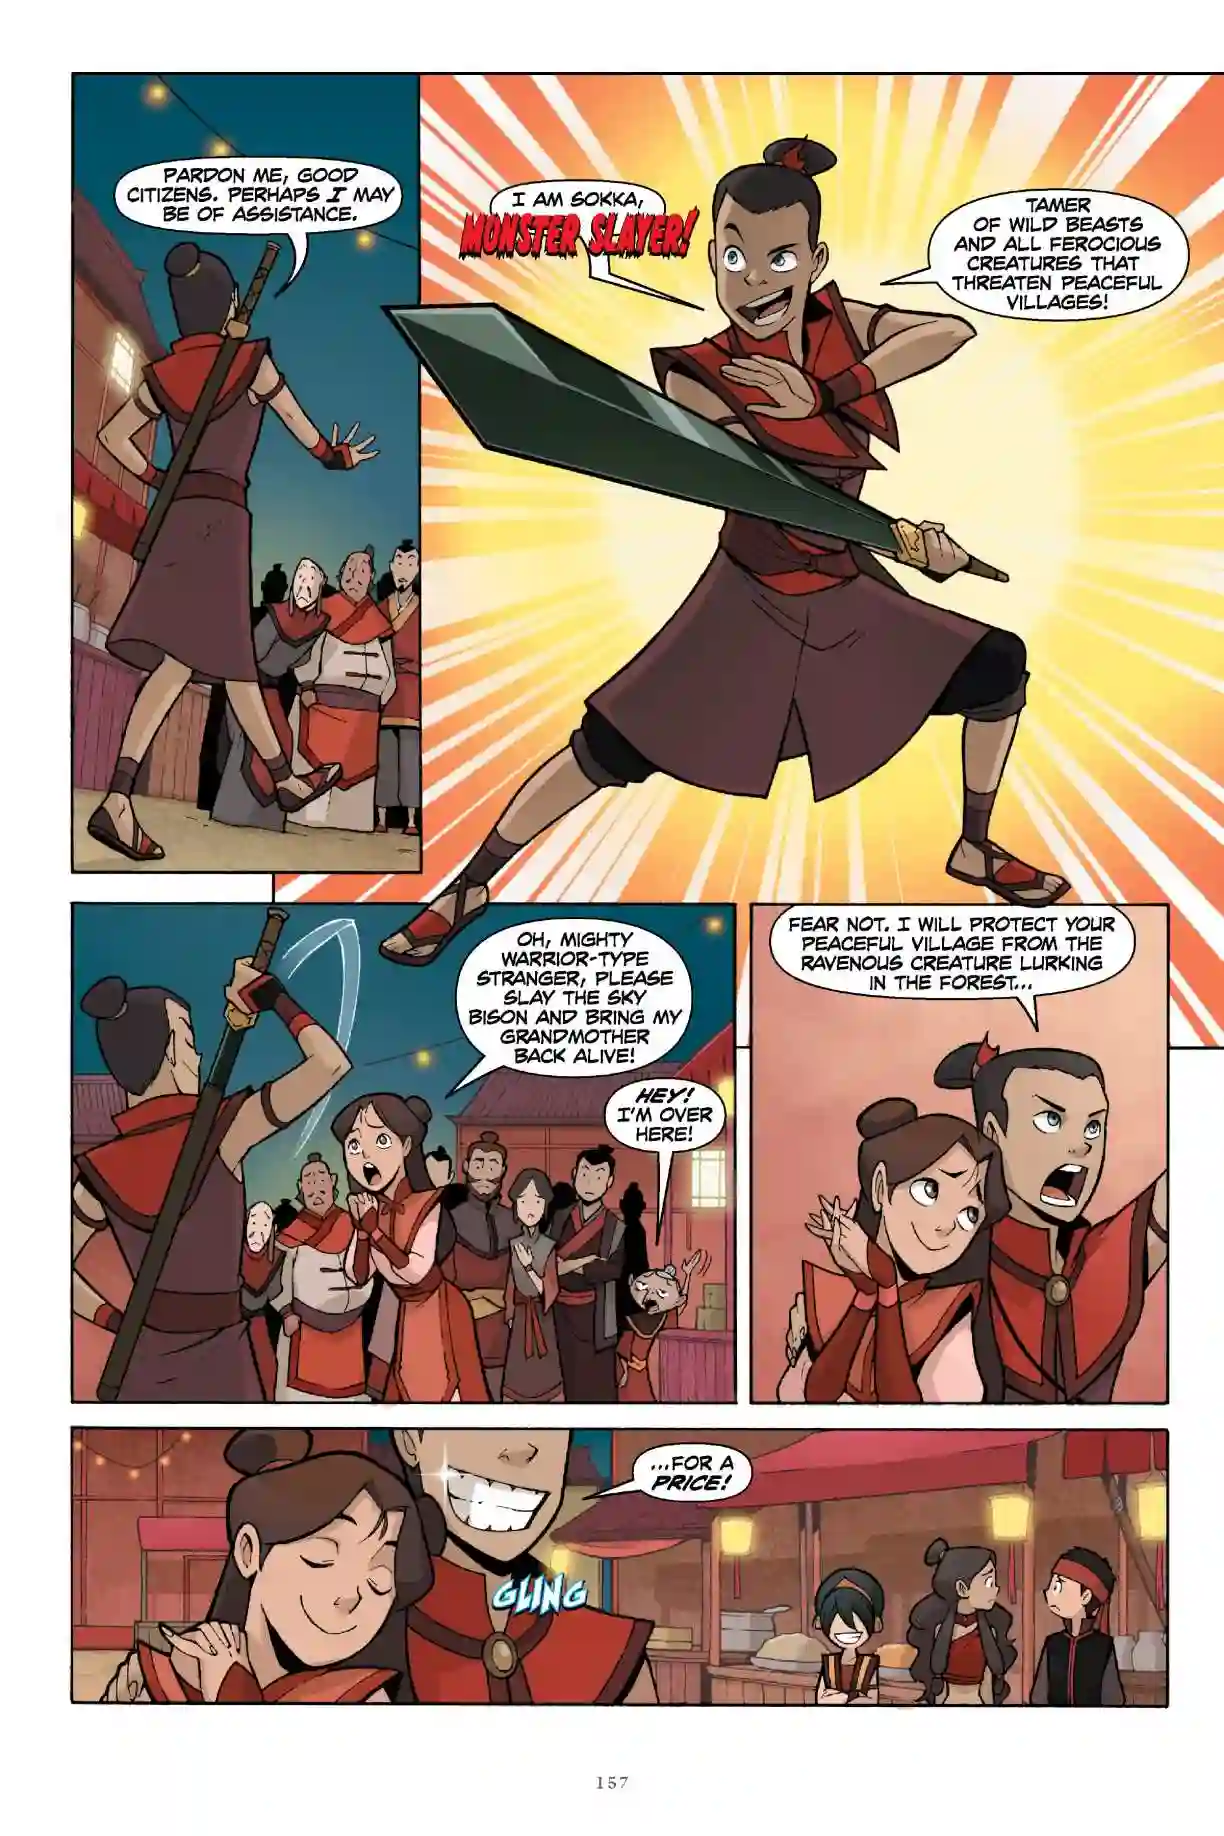 PARDON ME, GOOD
CITIZENS. PERHAPS I MAY
BE OF ASSISTANCE.
I AM SOKKA,
MONSTER SLAYER!
TAMER
OF WILD BEASTS
AND ALL FEROCIOUS
CREATURES THAT
THREATEN PEACEFUL
VILLAGES!
OH, MIGHTY
WARRIOR-TYPE
STRANGER, PLEASE
SLAY THE SKY
BISON AND BRING MY
GRANDMOTHER
BACK ALIVE!
HEY!
I'M OVER
HERE!
FEAR NOT. I WILL PROTECT YOUR
PEACEFUL VILLAGE FROM THE
RAVENOUS CREATURE LURKING
IN THE FOREST...
...FOR A
PRICE!
GLING
157